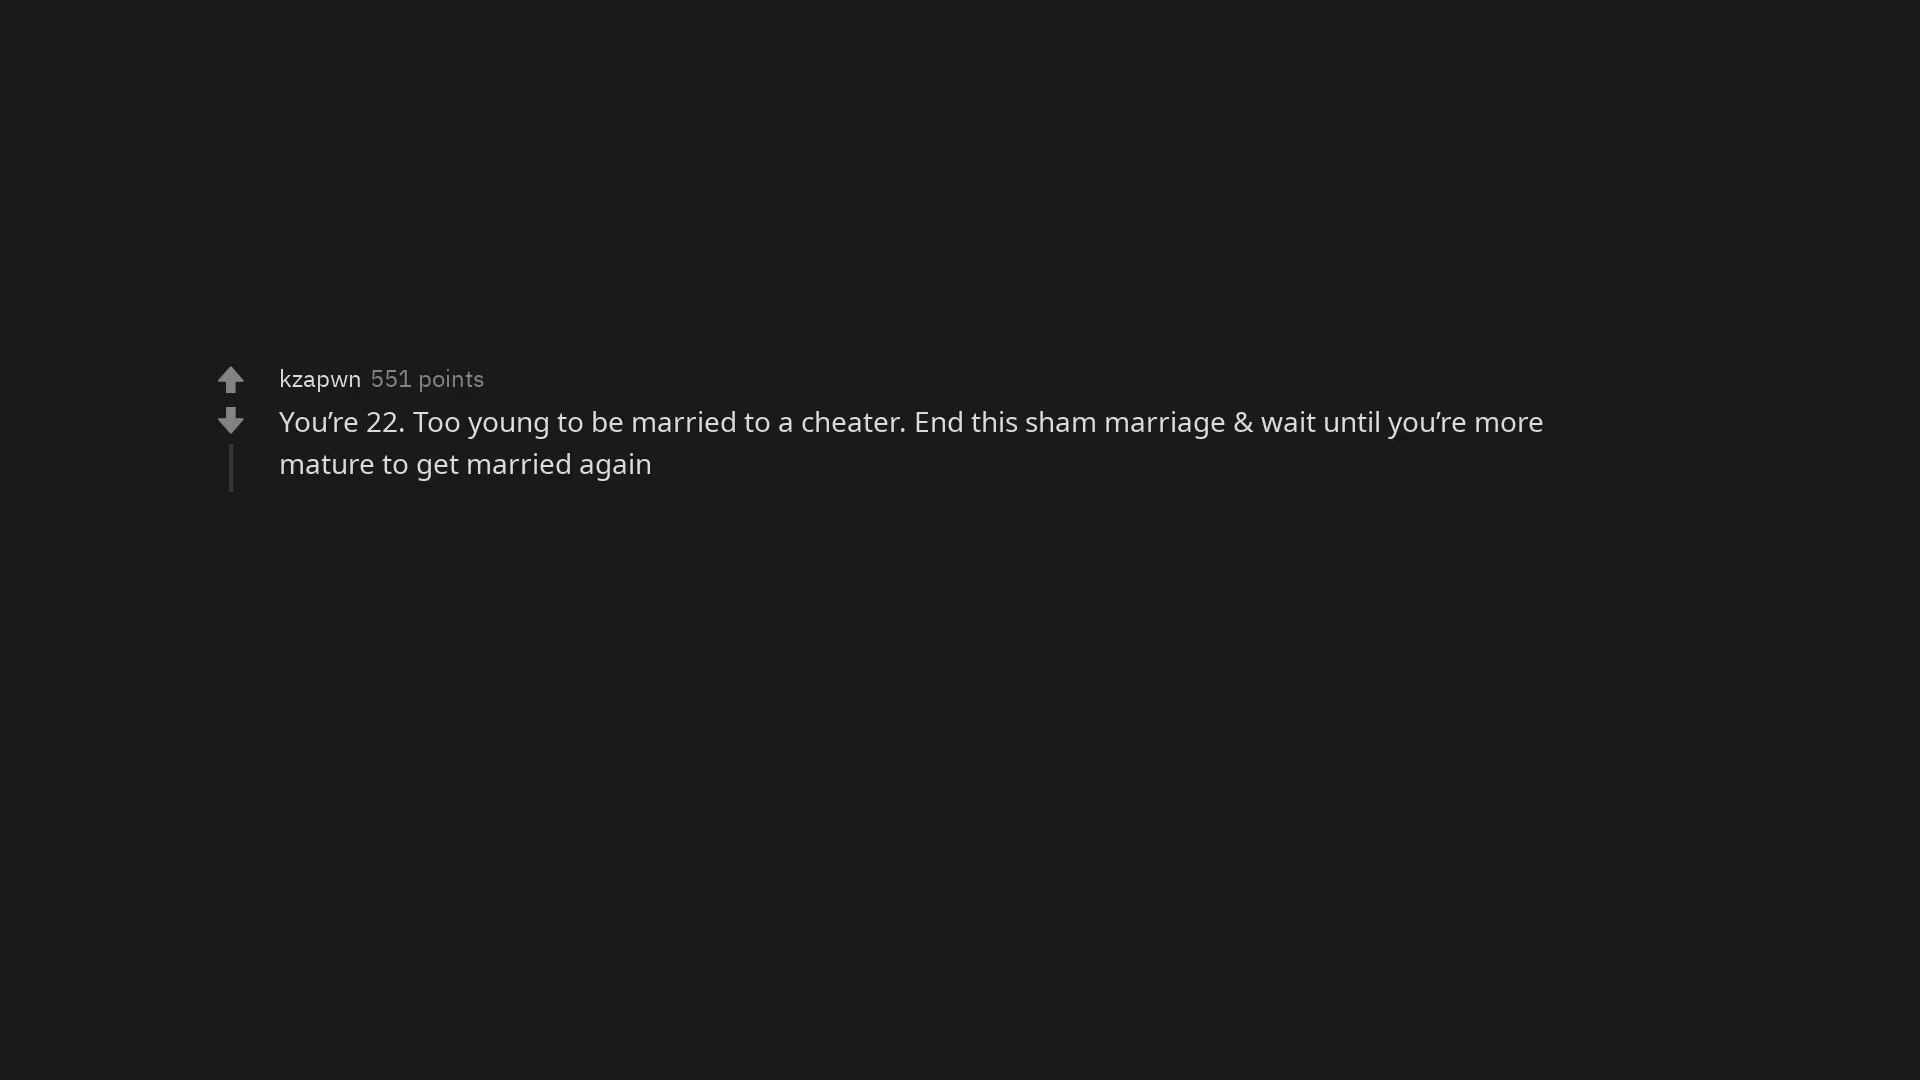 kzapwn 551 points
You’re 22. Too young to be married to a cheater. End this sham marriage & wait until you’re more
mature to get married again